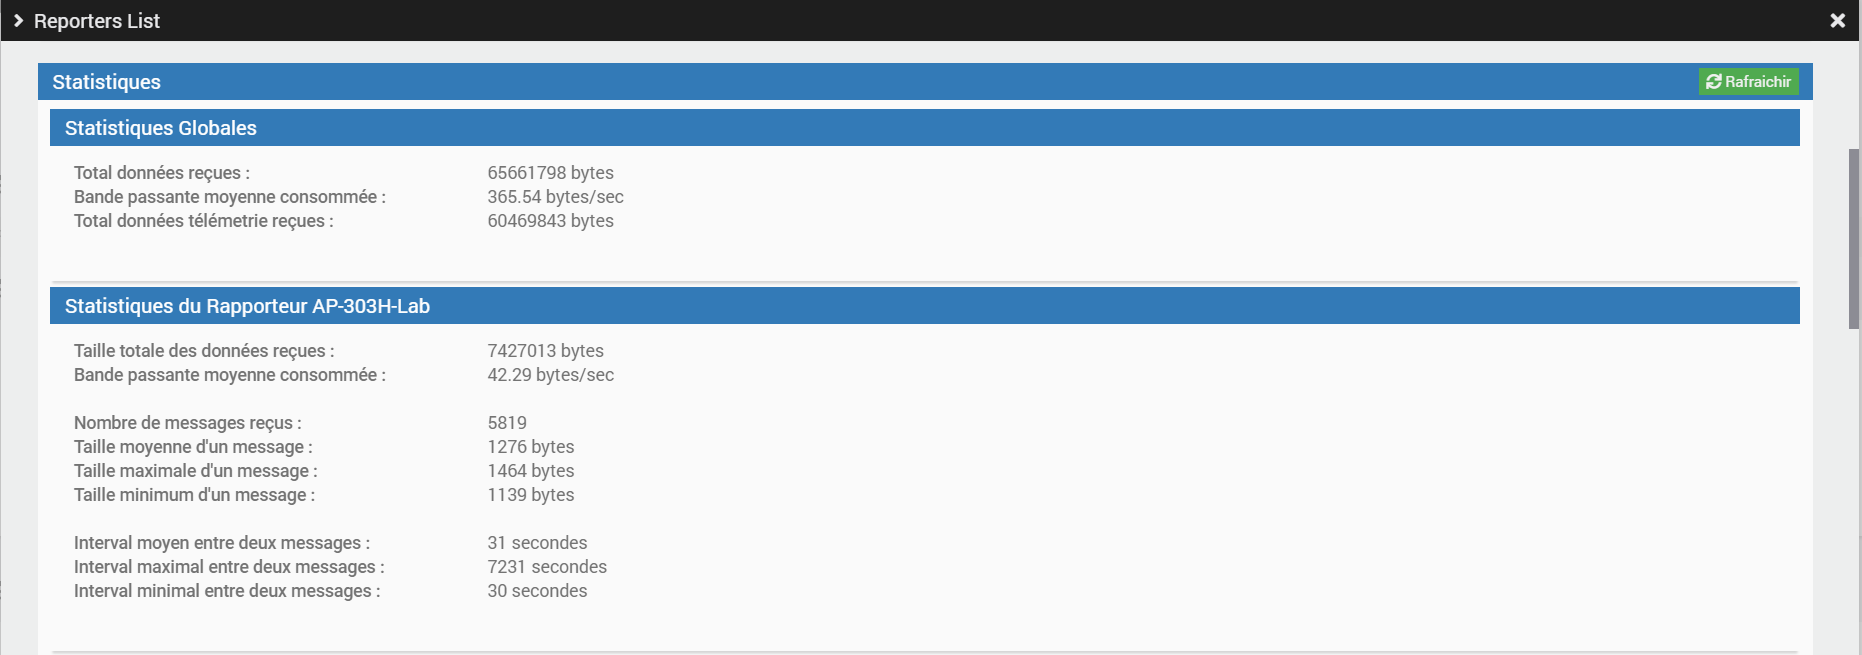 Reporters List
Statistiques
Rafraichir
Statistiques Globales
Total données reçues : 65661798 bytes
Bande passante moyenne consommée : 365.54 bytes/sec
Total données télémetrie reçues : 60469843 bytes
Statistiques du Rapporteur AP-303H-Lab
Taille totale des données reçues : 7427013 bytes
Bande passante moyenne consommée : 42.29 bytes/sec
Nombre de messages reçus : 5819
Taille moyenne d'un message : 1276 bytes
Taille maximale d'un message : 1464 bytes
Taille minimum d'un message : 1139 bytes
Interval moyen entre deux messages : 31 secondes
Interval maximal entre deux messages : 7231 secondes
Interval minimal entre deux messages : 30 secondes